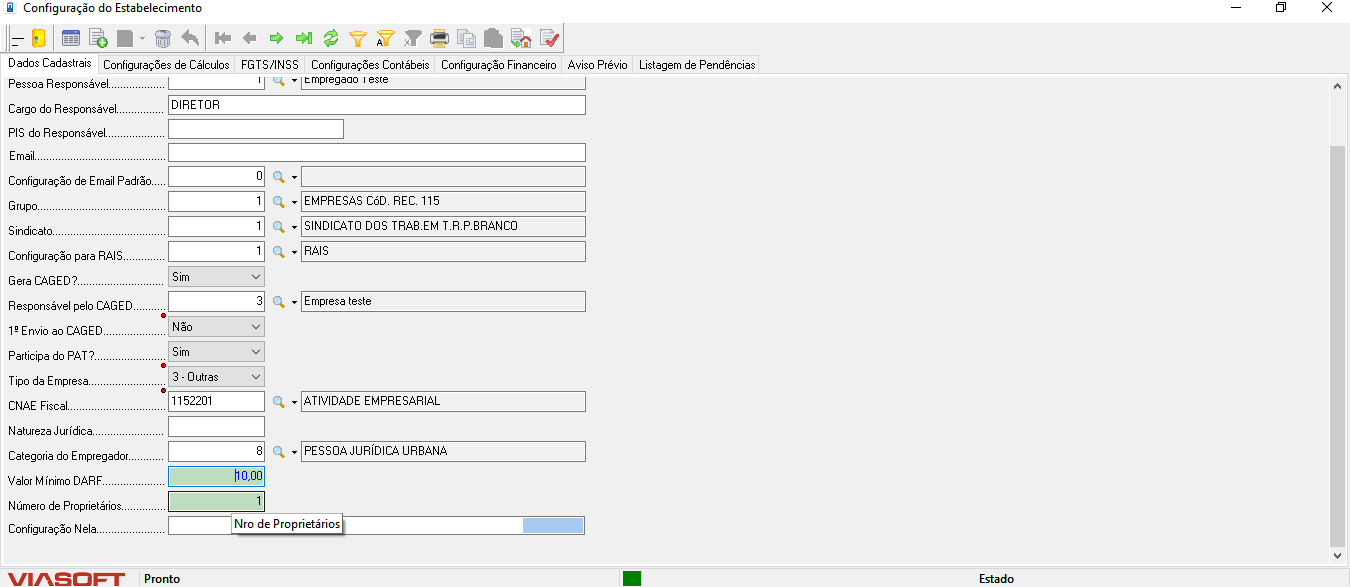 Configuração do Estabelecimento
Dados Cadastrais Configurações de Cálculos FGTS/INSS Configurações Contábeis Configuração Financeiro Aviso Prévio Listagem de Pendências
Pessoa Responsável................... 1 Empregado Teste
Cargo do Responsável............... DIRETOR
PIS do Responsável...................
Email...........................................
Configuração de Email Padrão..... 0
Grupo.......................................... 1 EMPRESAS CóD. REC. 115
Sindicato..................................... 1 SINDICATO DOS TRAB.EM T.R.P.BRANCO
Configuração para RAIS............. 1 RAIS
Gera CAGED?............................ Sim
Responsável pelo CAGED.......... 3 Empresa teste
1º Envio ao CAGED.................... Não
Participa do PAT?....................... Sim
Tipo da Empresa......................... 3 - Outras
CNAE Fiscal................................ 1152201 ATIVIDADE EMPRESARIAL
Natureza Jurídica........................
Categoria do Empregador............ 8 PESSOA JURÍDICA URBANA
Valor Mínimo DARF.................... 10,00
Número de Proprietários.............. 1
Nro de Proprietários
Configuração Nela.......................
VIASOFT Pronto Estado